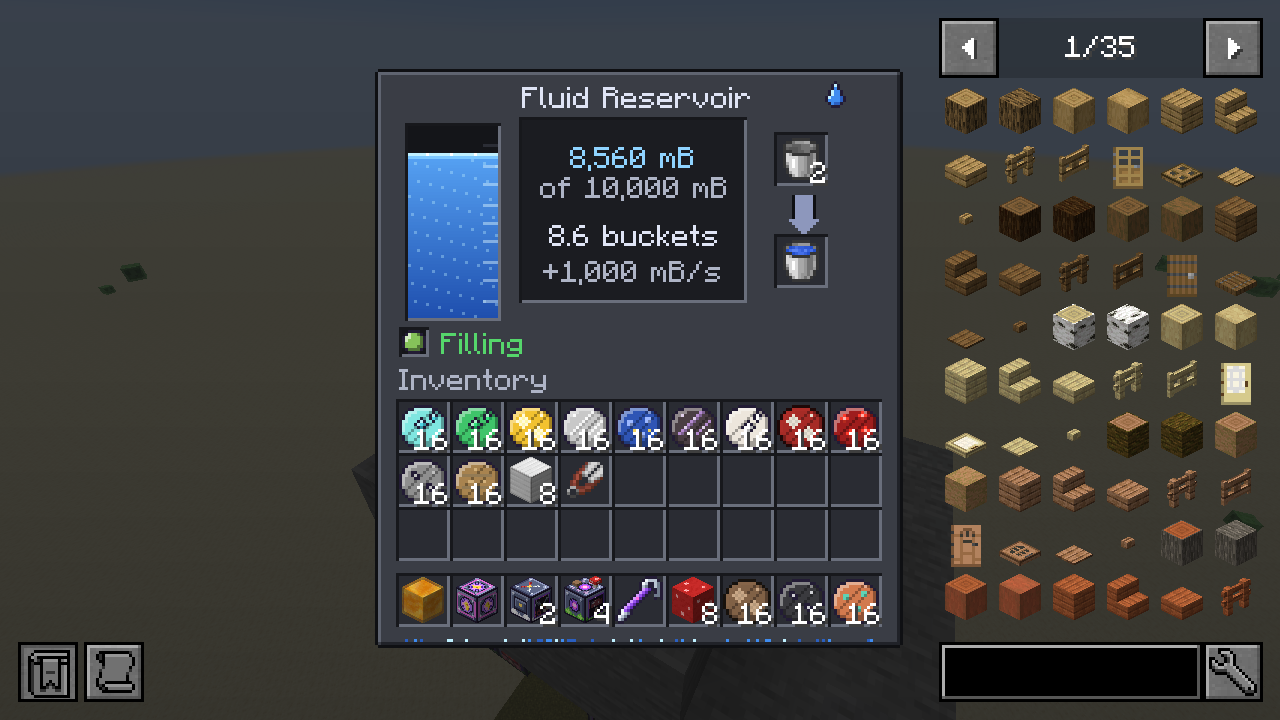 1/35
Fluid Reservoir
8,560 mB
of 10,000 mB
8.6 buckets
+1,000 mB/s
2
Filling
Inventory
16 16 16 16 16 16 16 16 16
16 16 8
2 4 8 16 16 16